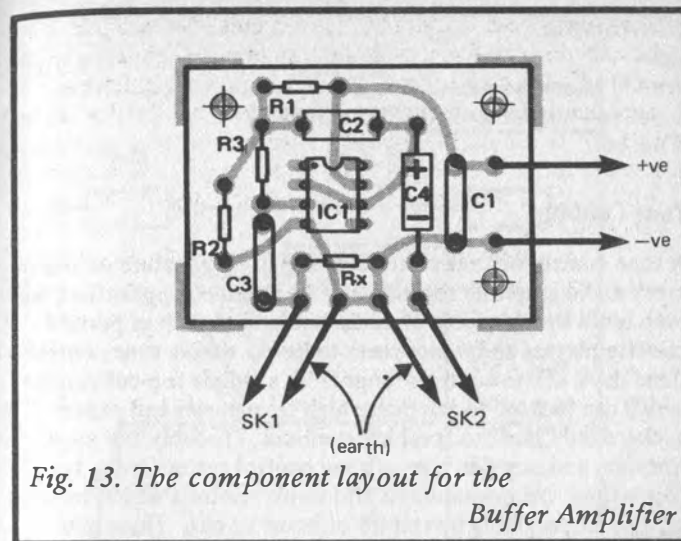 R1
C2
R3
+
C4
C1
+ve
IC1
R2
−
−ve
C3
Rx
SK1
(earth)
SK2
Fig. 13. The component layout for the
Buffer Amplifier